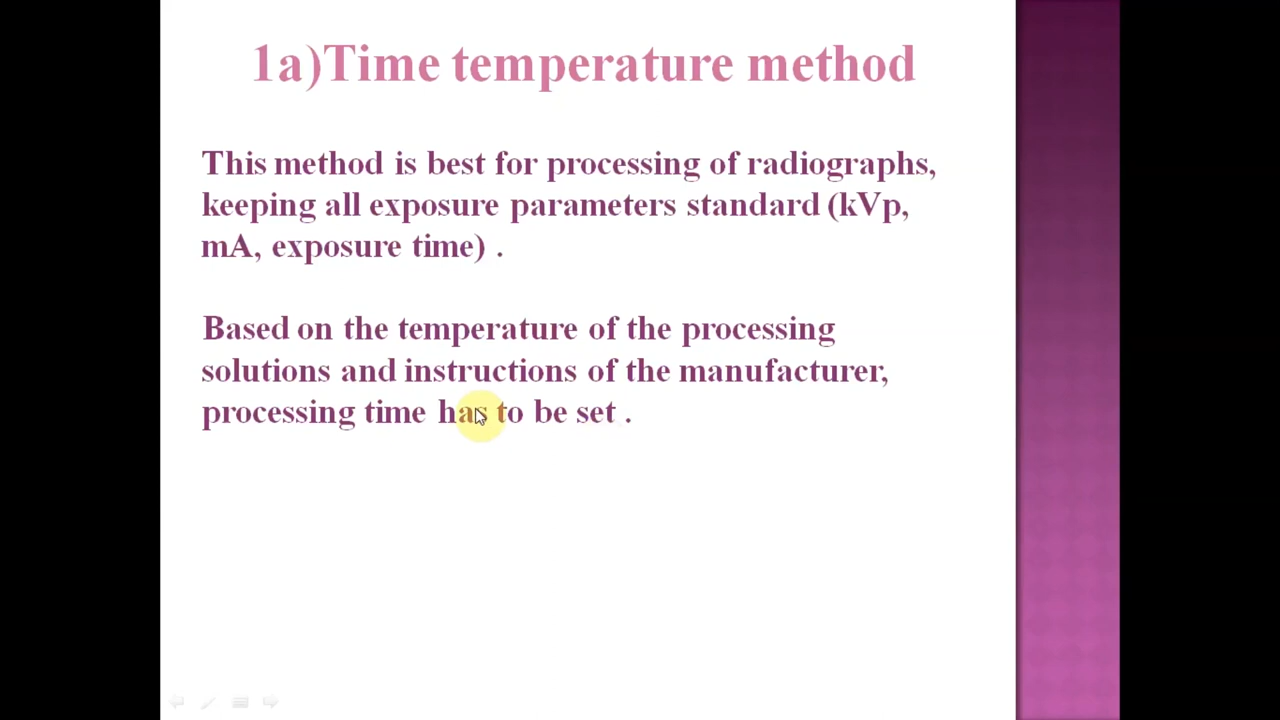 1a)Time temperature method
This method is best for processing of radiographs,
keeping all exposure parameters standard (kVp,
mA, exposure time) .
Based on the temperature of the processing
solutions and instructions of the manufacturer,
processing time has to be set .